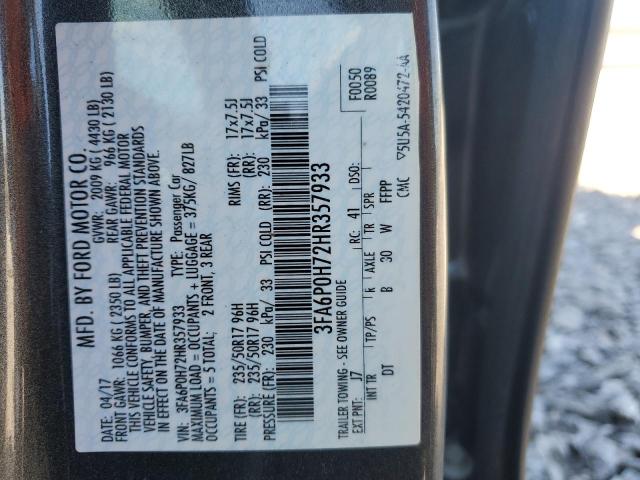 MFD. BY FORD MOTOR CO.
DATE: 04/17 GVWR: 2009 KG ( 4430 LB)
FRONT GAWR: 1066 KG ( 2350 LB) REAR GAWR: 966 KG ( 2130 LB)
THIS VEHICLE CONFORMS TO ALL APPLICABLE FEDERAL MOTOR
VEHICLE SAFETY, BUMPER, AND THEFT PREVENTION STANDARDS
IN EFFECT ON THE DATE OF MANUFACTURE SHOWN ABOVE.
VIN: 3FA6P0H72HR357933 TYPE: Passenger Car
MAXIMUM LOAD = OCCUPANTS + LUGGAGE = 375KG/ 827LB
OCCUPANTS = 5 TOTAL: 2 FRONT, 3 REAR
TIRE (FR): 235/50R17 96H RIMS (FR): 17x7.5J
(RR): 235/50R17 96H (RR): 17x7.5J
PRESSURE (FR): 230 kPa/ 33 PSI COLD (RR): 230 kPa/ 33 PSI COLD
3FA6P0H72HR357933
TRAILER TOWING - SEE OWNER GUIDE F0050
EXT PNT: J7 RC: 41 DSO: R0089
INT TR TP/PS R AXLE TR SPR
DT B 30 W FFPP
CMC ▽5U5A-5420472-AA